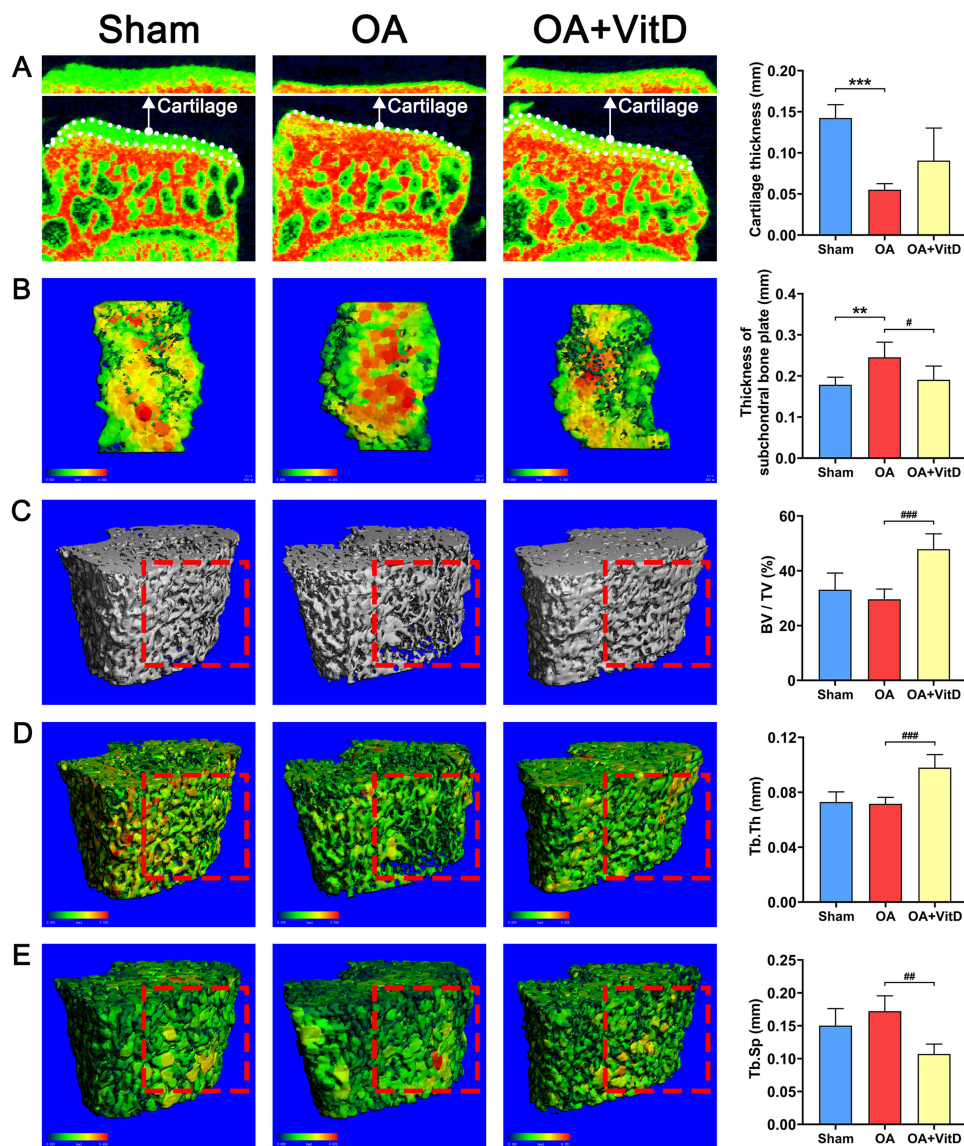 Sham OA OA+VitD
A
Cartilage Cartilage Cartilage
Cartilage thickness (mm)
0.20
0.15
0.10
0.05
0.00
***
Sham OA OA+VitD
B
Thickness of
subchondral bone plate (mm)
0.4
0.3
0.2
0.1
0.0
** #
Sham OA OA+VitD
C
BV / TV (%)
60
40
20
0
###
Sham OA OA+VitD
D
Tb.Th (mm)
0.12
0.08
0.04
0.00
###
Sham OA OA+VitD
E
Tb.Sp (mm)
0.25
0.20
0.15
0.10
0.05
0.00
##
Sham OA OA+VitD